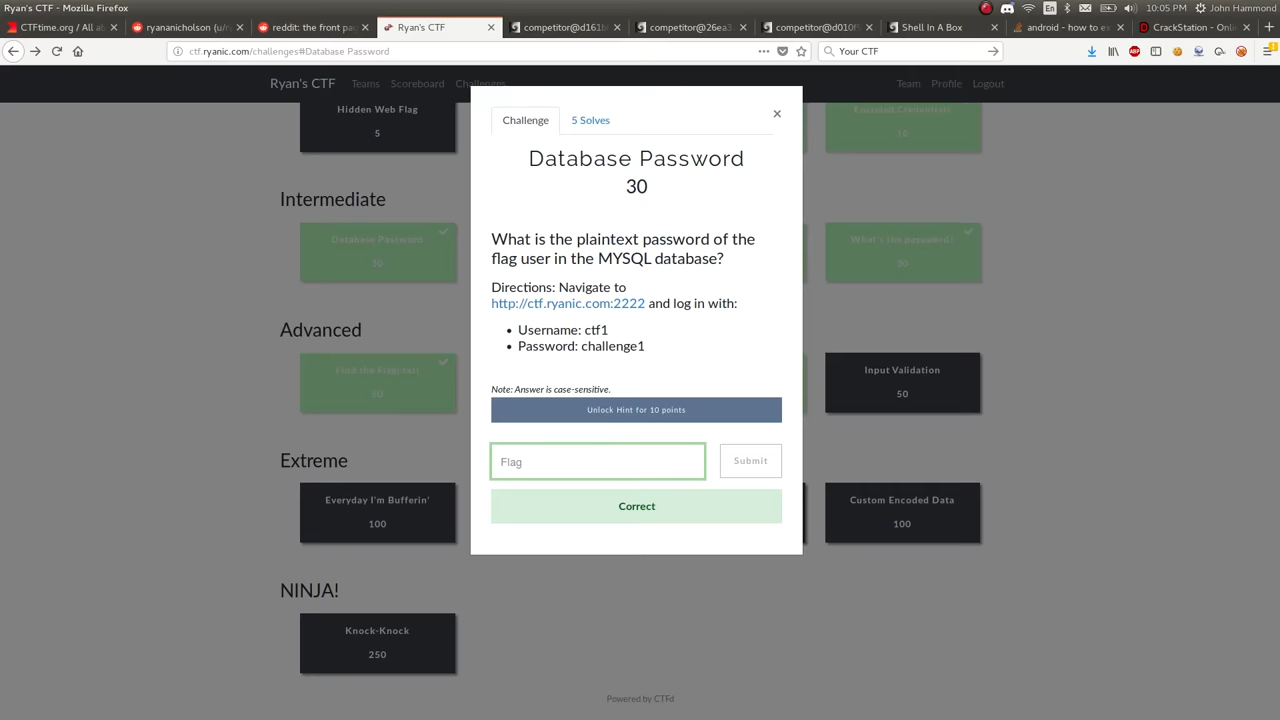 Ryan's CTF - Mozilla Firefox
10:05 PM
John Hammond
CTFtime.org / All ab
ryananicholson (u/ry
reddit: the front pa
Ryan's CTF
competitor@d161b
competitor@26ea3
competitor@d010f
Shell In A Box
android - how to ex
CrackStation - Onlin
ctf.ryanic.com/challenges#Database Password
Your CTF
Ryan's CTF
Teams
Scoreboard
Challenges
Team
Profile
Logout
Hidden Web Flag
5
Encoded Credentials
10
Challenge
5 Solves
×
Database Password
30
What is the plaintext password of the
flag user in the MYSQL database?
Directions: Navigate to
http://ctf.ryanic.com:2222 and log in with:
• Username: ctf1
• Password: challenge1
Note: Answer is case-sensitive.
Unlock Hint for 10 points
Flag
Submit
Correct
Intermediate
Database Password
30
What's the password?
30
Advanced
Find the Flag.txt!
50
Input Validation
50
Extreme
Everyday I'm Bufferin'
100
Custom Encoded Data
100
NINJA!
Knock-Knock
250
Powered by CTFd